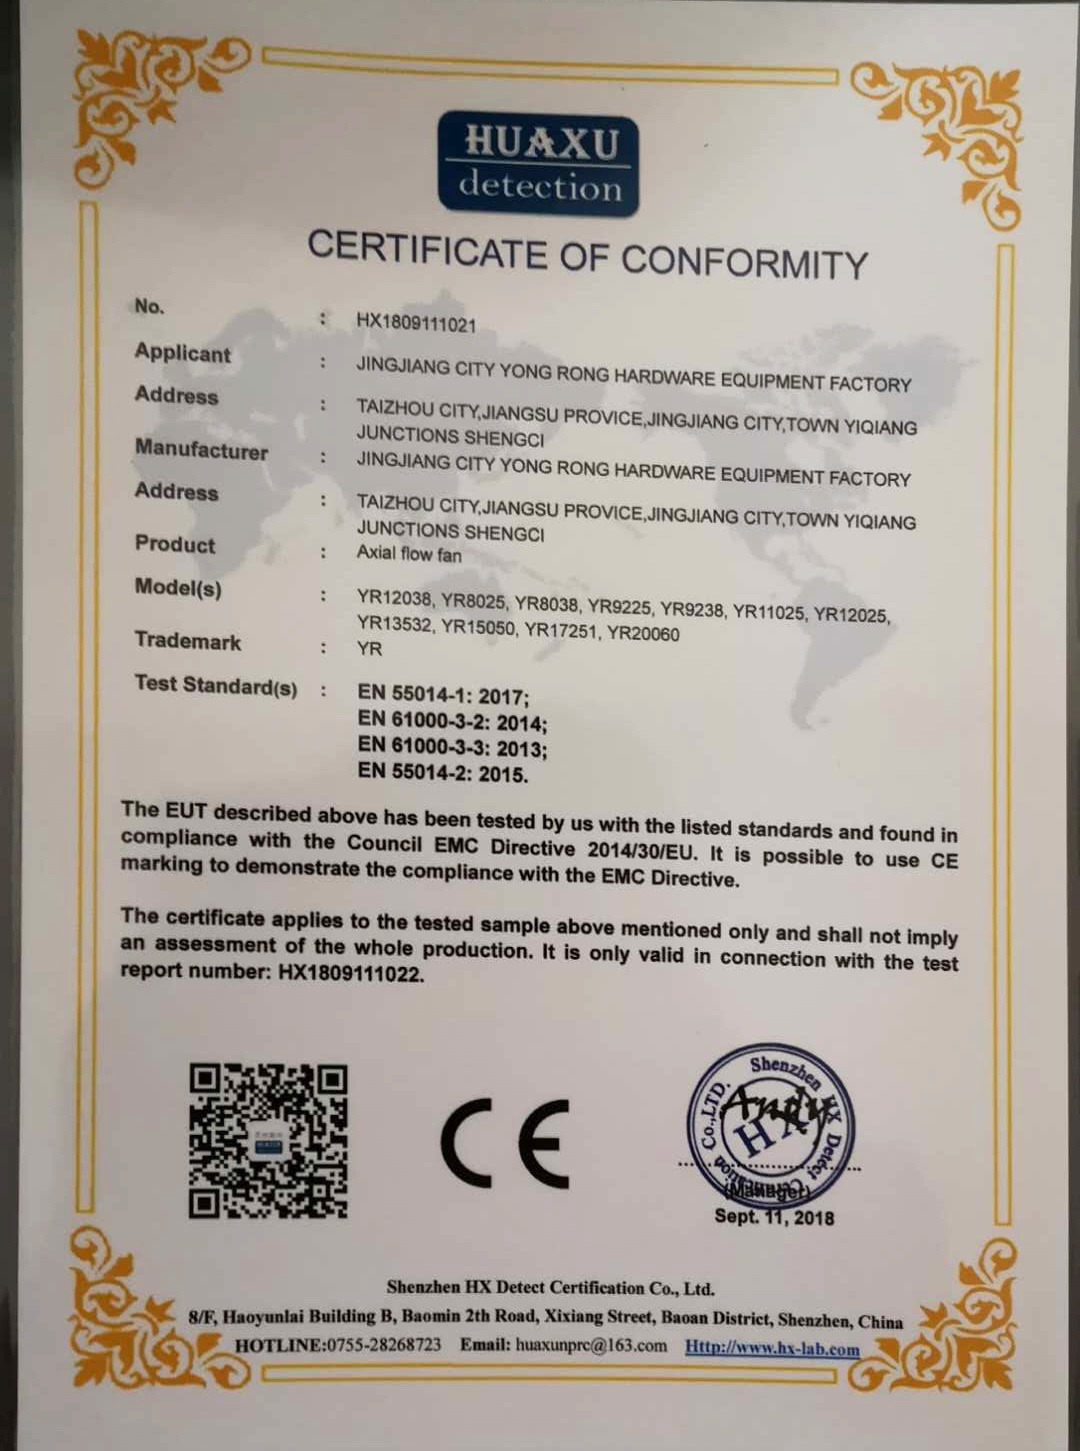 HUAXU
detection
CERTIFICATE OF CONFORMITY
No. : HX1809111021
Applicant : JINGJIANG CITY YONG RONG HARDWARE EQUIPMENT FACTORY
Address : TAIZHOU CITY,JIANGSU PROVICE,JINGJIANG CITY,TOWN YIQIANG
JUNCTIONS SHENGCI
Manufacturer : JINGJIANG CITY YONG RONG HARDWARE EQUIPMENT FACTORY
Address : TAIZHOU CITY,JIANGSU PROVICE,JINGJIANG CITY,TOWN YIQIANG
JUNCTIONS SHENGCI
Product : Axial flow fan
Model(s) : YR12038, YR8025, YR8038, YR9225, YR9238, YR11025, YR12025,
YR13532, YR15050, YR17251, YR20060
Trademark : YR
Test Standard(s) : EN 55014-1: 2017;
EN 61000-3-2: 2014;
EN 61000-3-3: 2013;
EN 55014-2: 2015.
The EUT described above has been tested by us with the listed standards and found in
compliance with the Council EMC Directive 2014/30/EU. It is possible to use CE
marking to demonstrate the compliance with the EMC Directive.
The certificate applies to the tested sample above mentioned only and shall not imply
an assessment of the whole production. It is only valid in connection with the test
report number: HX1809111022.
CE
Shenzhen HX Detect Certification Co.,LTD.
Andy
HX
(Manager)
Sept. 11, 2018
Shenzhen HX Detect Certification Co., Ltd.
8/F, Haoyunlai Building B, Baomin 2th Road, Xixiang Street, Baoan District, Shenzhen, China
HOTLINE:0755-28268723 Email: huaxunprc@163.com Http://www.hx-lab.com